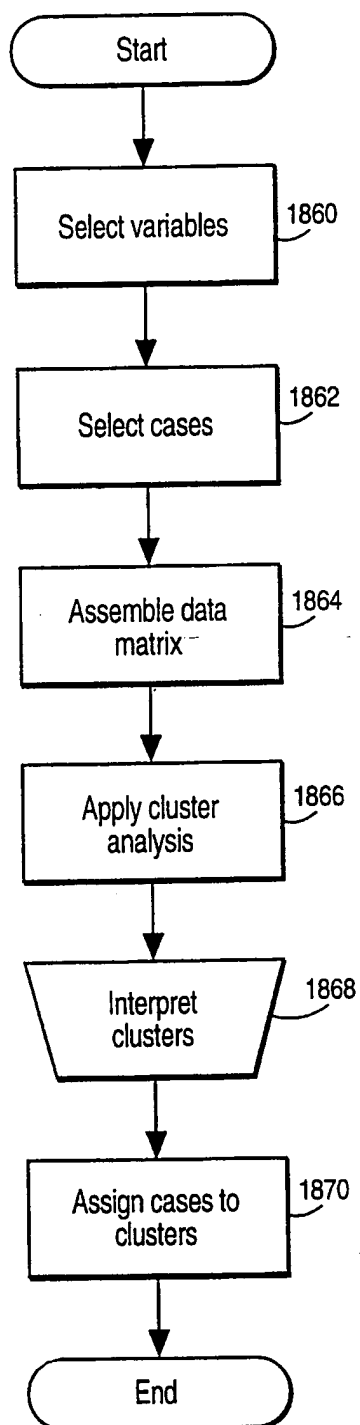 Start
Select variables
1860
Select cases
1862
Assemble data
matrix
1864
Apply cluster
analysis
1866
Interpret
clusters
1868
Assign cases to
clusters
1870
End